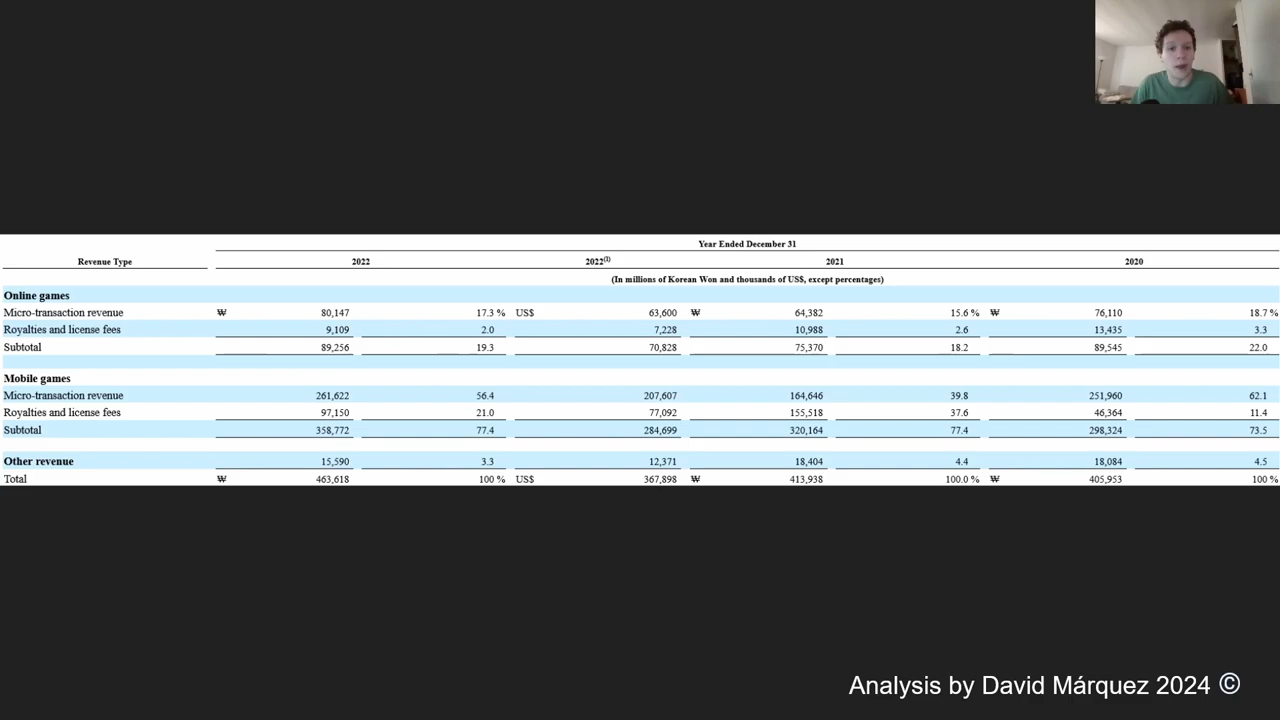 Year Ended December 31
Revenue Type 2022 2022(1) 2021 2020
(In millions of Korean Won and thousands of US$, except percentages)
Online games
Micro-transaction revenue ₩ 80,147 17.3 % US$ 63,600 ₩ 64,382 15.6 % ₩ 76,110 18.7 %
Royalties and license fees 9,109 2.0 7,228 10,988 2.6 13,435 3.3
Subtotal 89,256 19.3 70,828 75,370 18.2 89,545 22.0
Mobile games
Micro-transaction revenue 261,622 56.4 207,607 164,646 39.8 251,960 62.1
Royalties and license fees 97,150 21.0 77,092 155,518 37.6 46,364 11.4
Subtotal 358,772 77.4 284,699 320,164 77.4 298,324 73.5
Other revenue 15,590 3.3 12,371 18,404 4.4 18,084 4.5
Total ₩ 463,618 100 % US$ 367,898 ₩ 413,938 100.0 % ₩ 405,953 100 %
Analysis by David Márquez 2024 ©